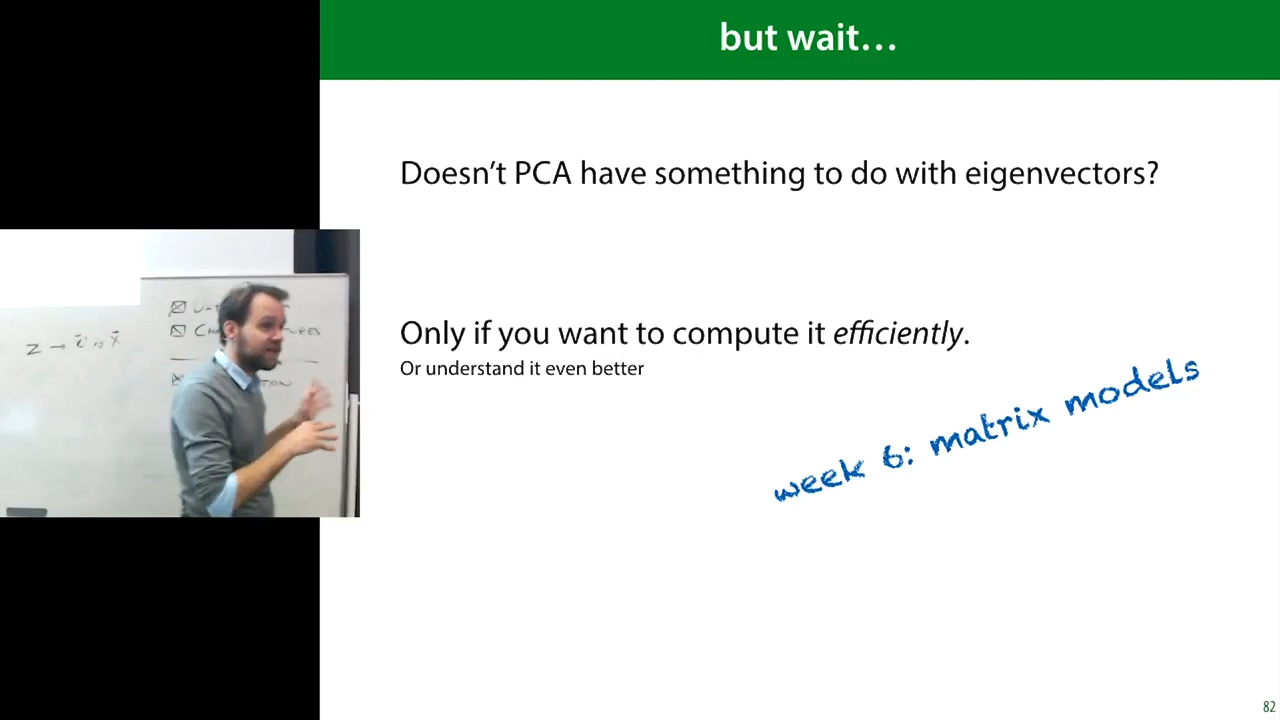 but wait…
Doesn’t PCA have something to do with eigenvectors?
Only if you want to compute it efficiently.
Or understand it even better
week 6: matrix models
82